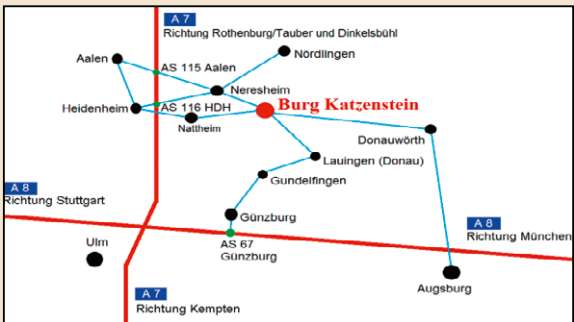 A 7
Richtung Rothenburg/Tauber und Dinkelsbühl
Aalen
AS 115 Aalen
Nördlingen
Neresheim
Heidenheim
AS 116 HDH
Burg Katzenstein
Nattheim
Donauwörth
Lauingen (Donau)
Gundelfingen
A 8
Richtung Stuttgart
Günzburg
A 8
Richtung München
Ulm
AS 67
Günzburg
Augsburg
A 7
Richtung Kempten